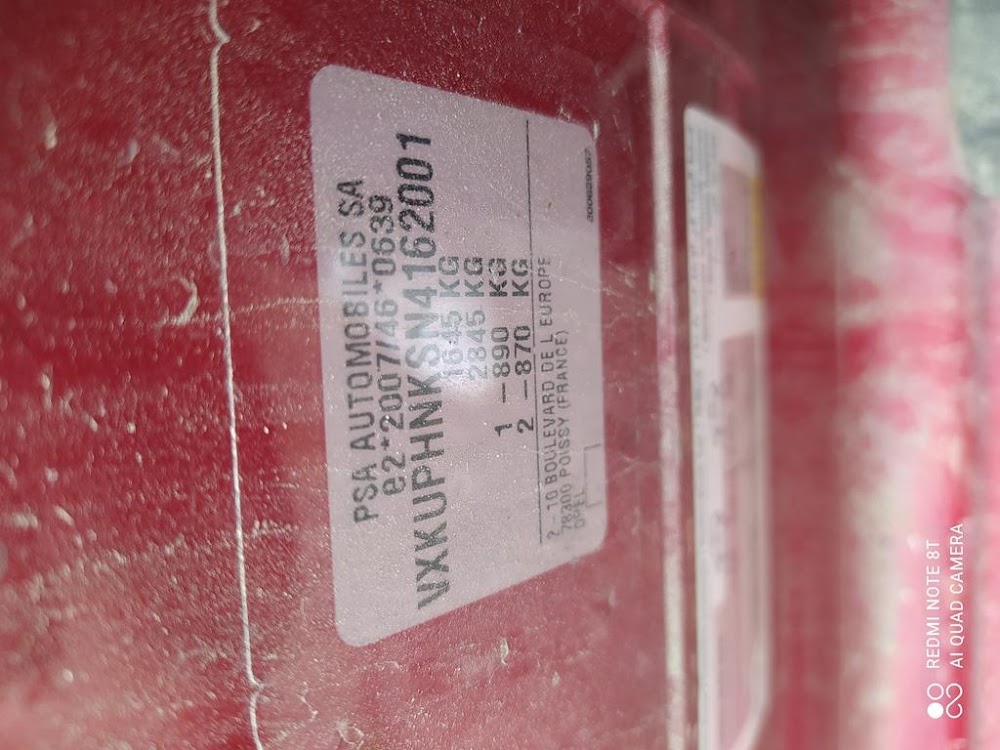 PSA AUTOMOBILES SA
e2*2007/46*0639
VXKUPHNKSN4162001
1645 KG
2845 KG
1 — 890 KG
2 — 870 KG
2 - 10 BOULEVARD DE L EUROPE
78300 POISSY (FRANCE)
OPEL
REDMI NOTE 8T
AI QUAD CAMERA